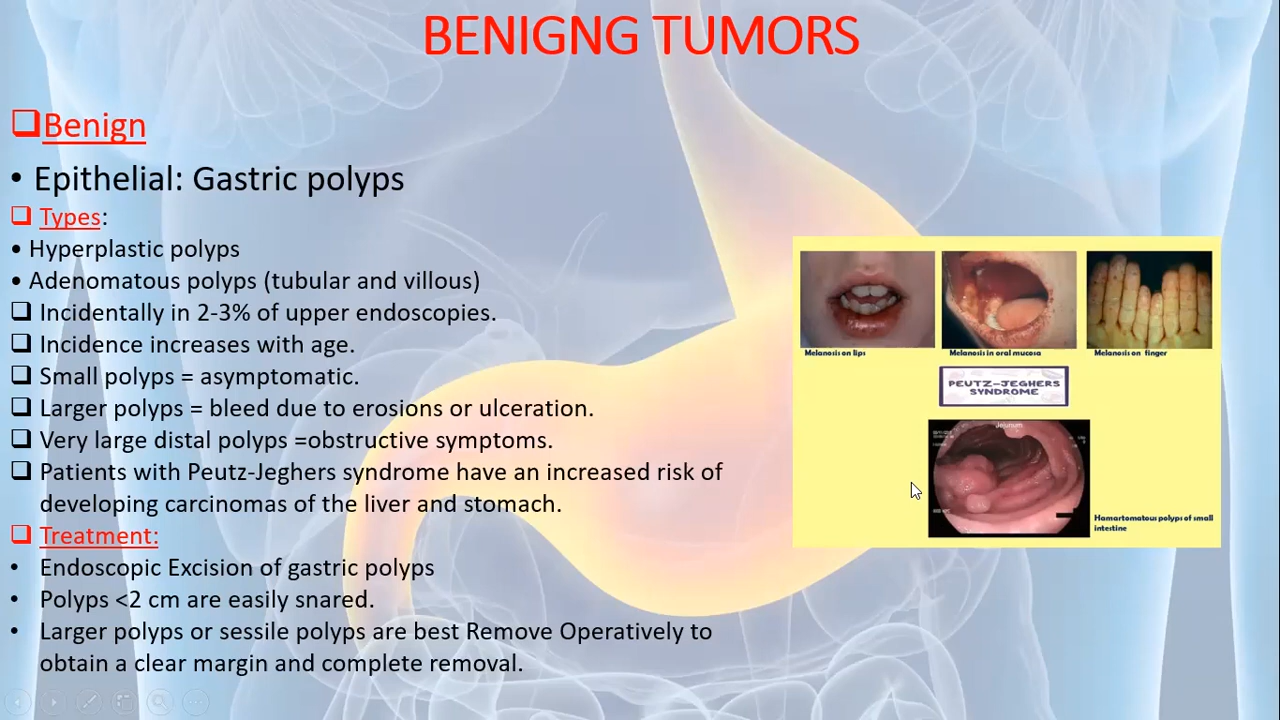 BENIGNG TUMORS
Benign
• Epithelial: Gastric polyps
Types:
• Hyperplastic polyps
• Adenomatous polyps (tubular and villous)
Incidentally in 2-3% of upper endoscopies.
Incidence increases with age.
Small polyps = asymptomatic.
Larger polyps = bleed due to erosions or ulceration.
Very large distal polyps =obstructive symptoms.
Patients with Peutz-Jeghers syndrome have an increased risk of
developing carcinomas of the liver and stomach.
Treatment:
• Endoscopic Excision of gastric polyps
• Polyps <2 cm are easily snared.
• Larger polyps or sessile polyps are best Remove Operatively to
obtain a clear margin and complete removal.
Melanosis on lips
Melanosis in oral mucosa
Melanosis on finger
PEUTZ-JEGHERS
SYNDROME
Jejunum
Hamartomatous polyps of small
intestine